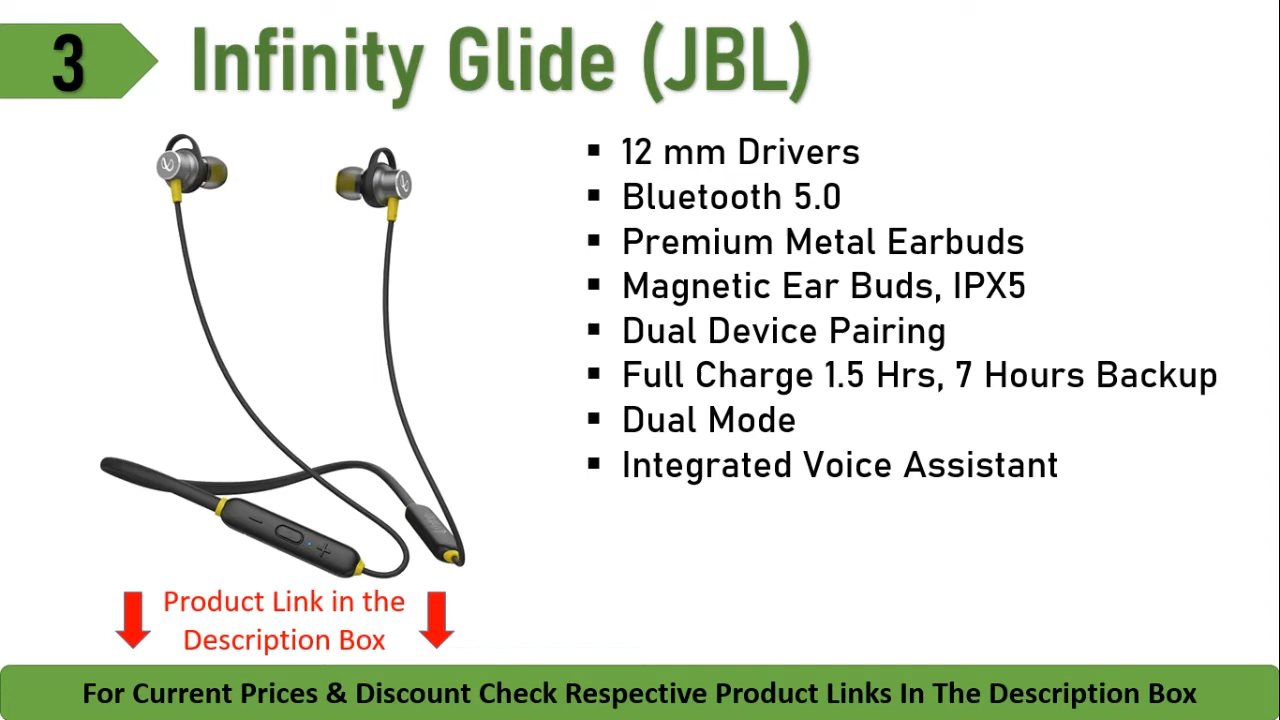 3
Infinity Glide (JBL)
▪ 12 mm Drivers
▪ Bluetooth 5.0
▪ Premium Metal Earbuds
▪ Magnetic Ear Buds, IPX5
▪ Dual Device Pairing
▪ Full Charge 1.5 Hrs, 7 Hours Backup
▪ Dual Mode
▪ Integrated Voice Assistant
Product Link in the
Description Box
For Current Prices & Discount Check Respective Product Links In The Description Box